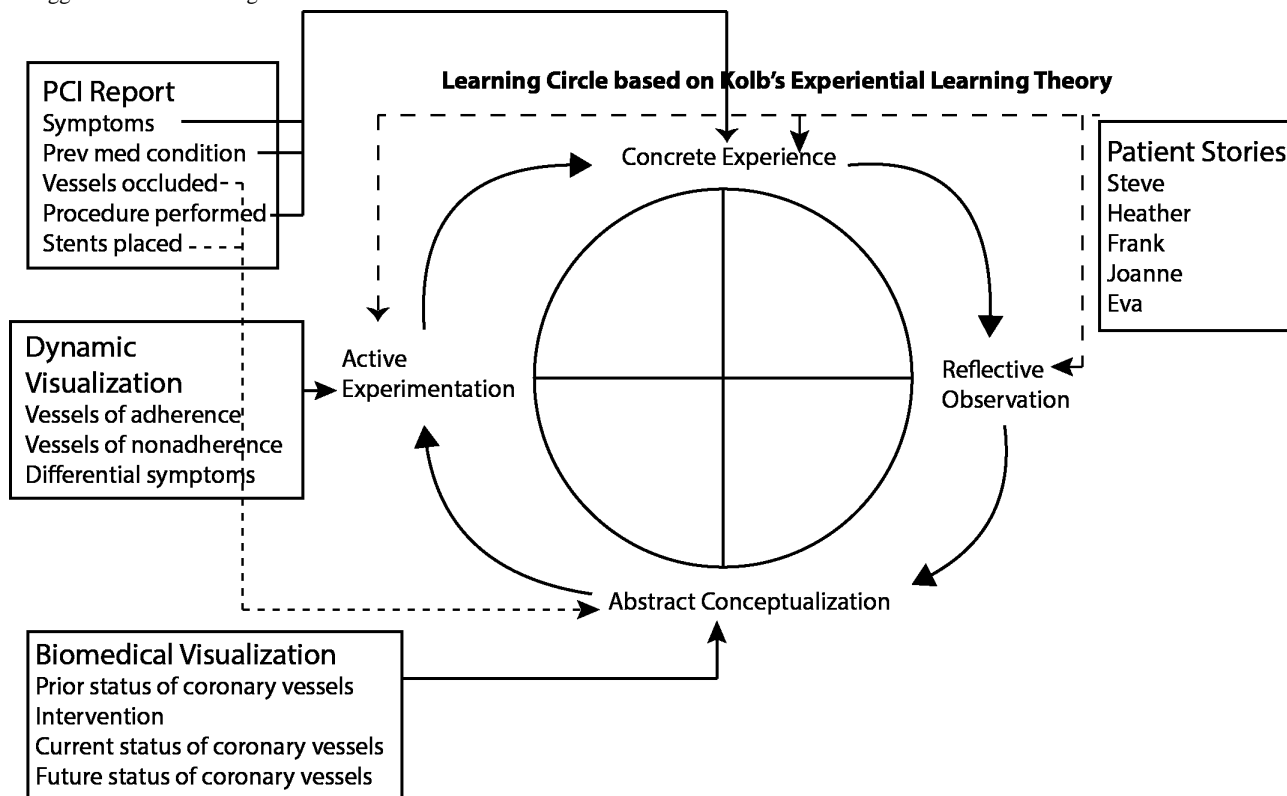 PCI Report
Symptoms
Prev med condition
Vessels occluded
Procedure performed
Stents placed
Learning Circle based on Kolb's Experiential Learning Theory
Concrete Experience
Patient Stories
Steve
Heather
Frank
Joanne
Eva
Dynamic
Visualization
Vessels of adherence
Vessels of nonadherence
Differential symptoms
Active
Experimentation
Reflective
Observation
Abstract Conceptualization
Biomedical Visualization
Prior status of coronary vessels
Intervention
Current status of coronary vessels
Future status of coronary vessels